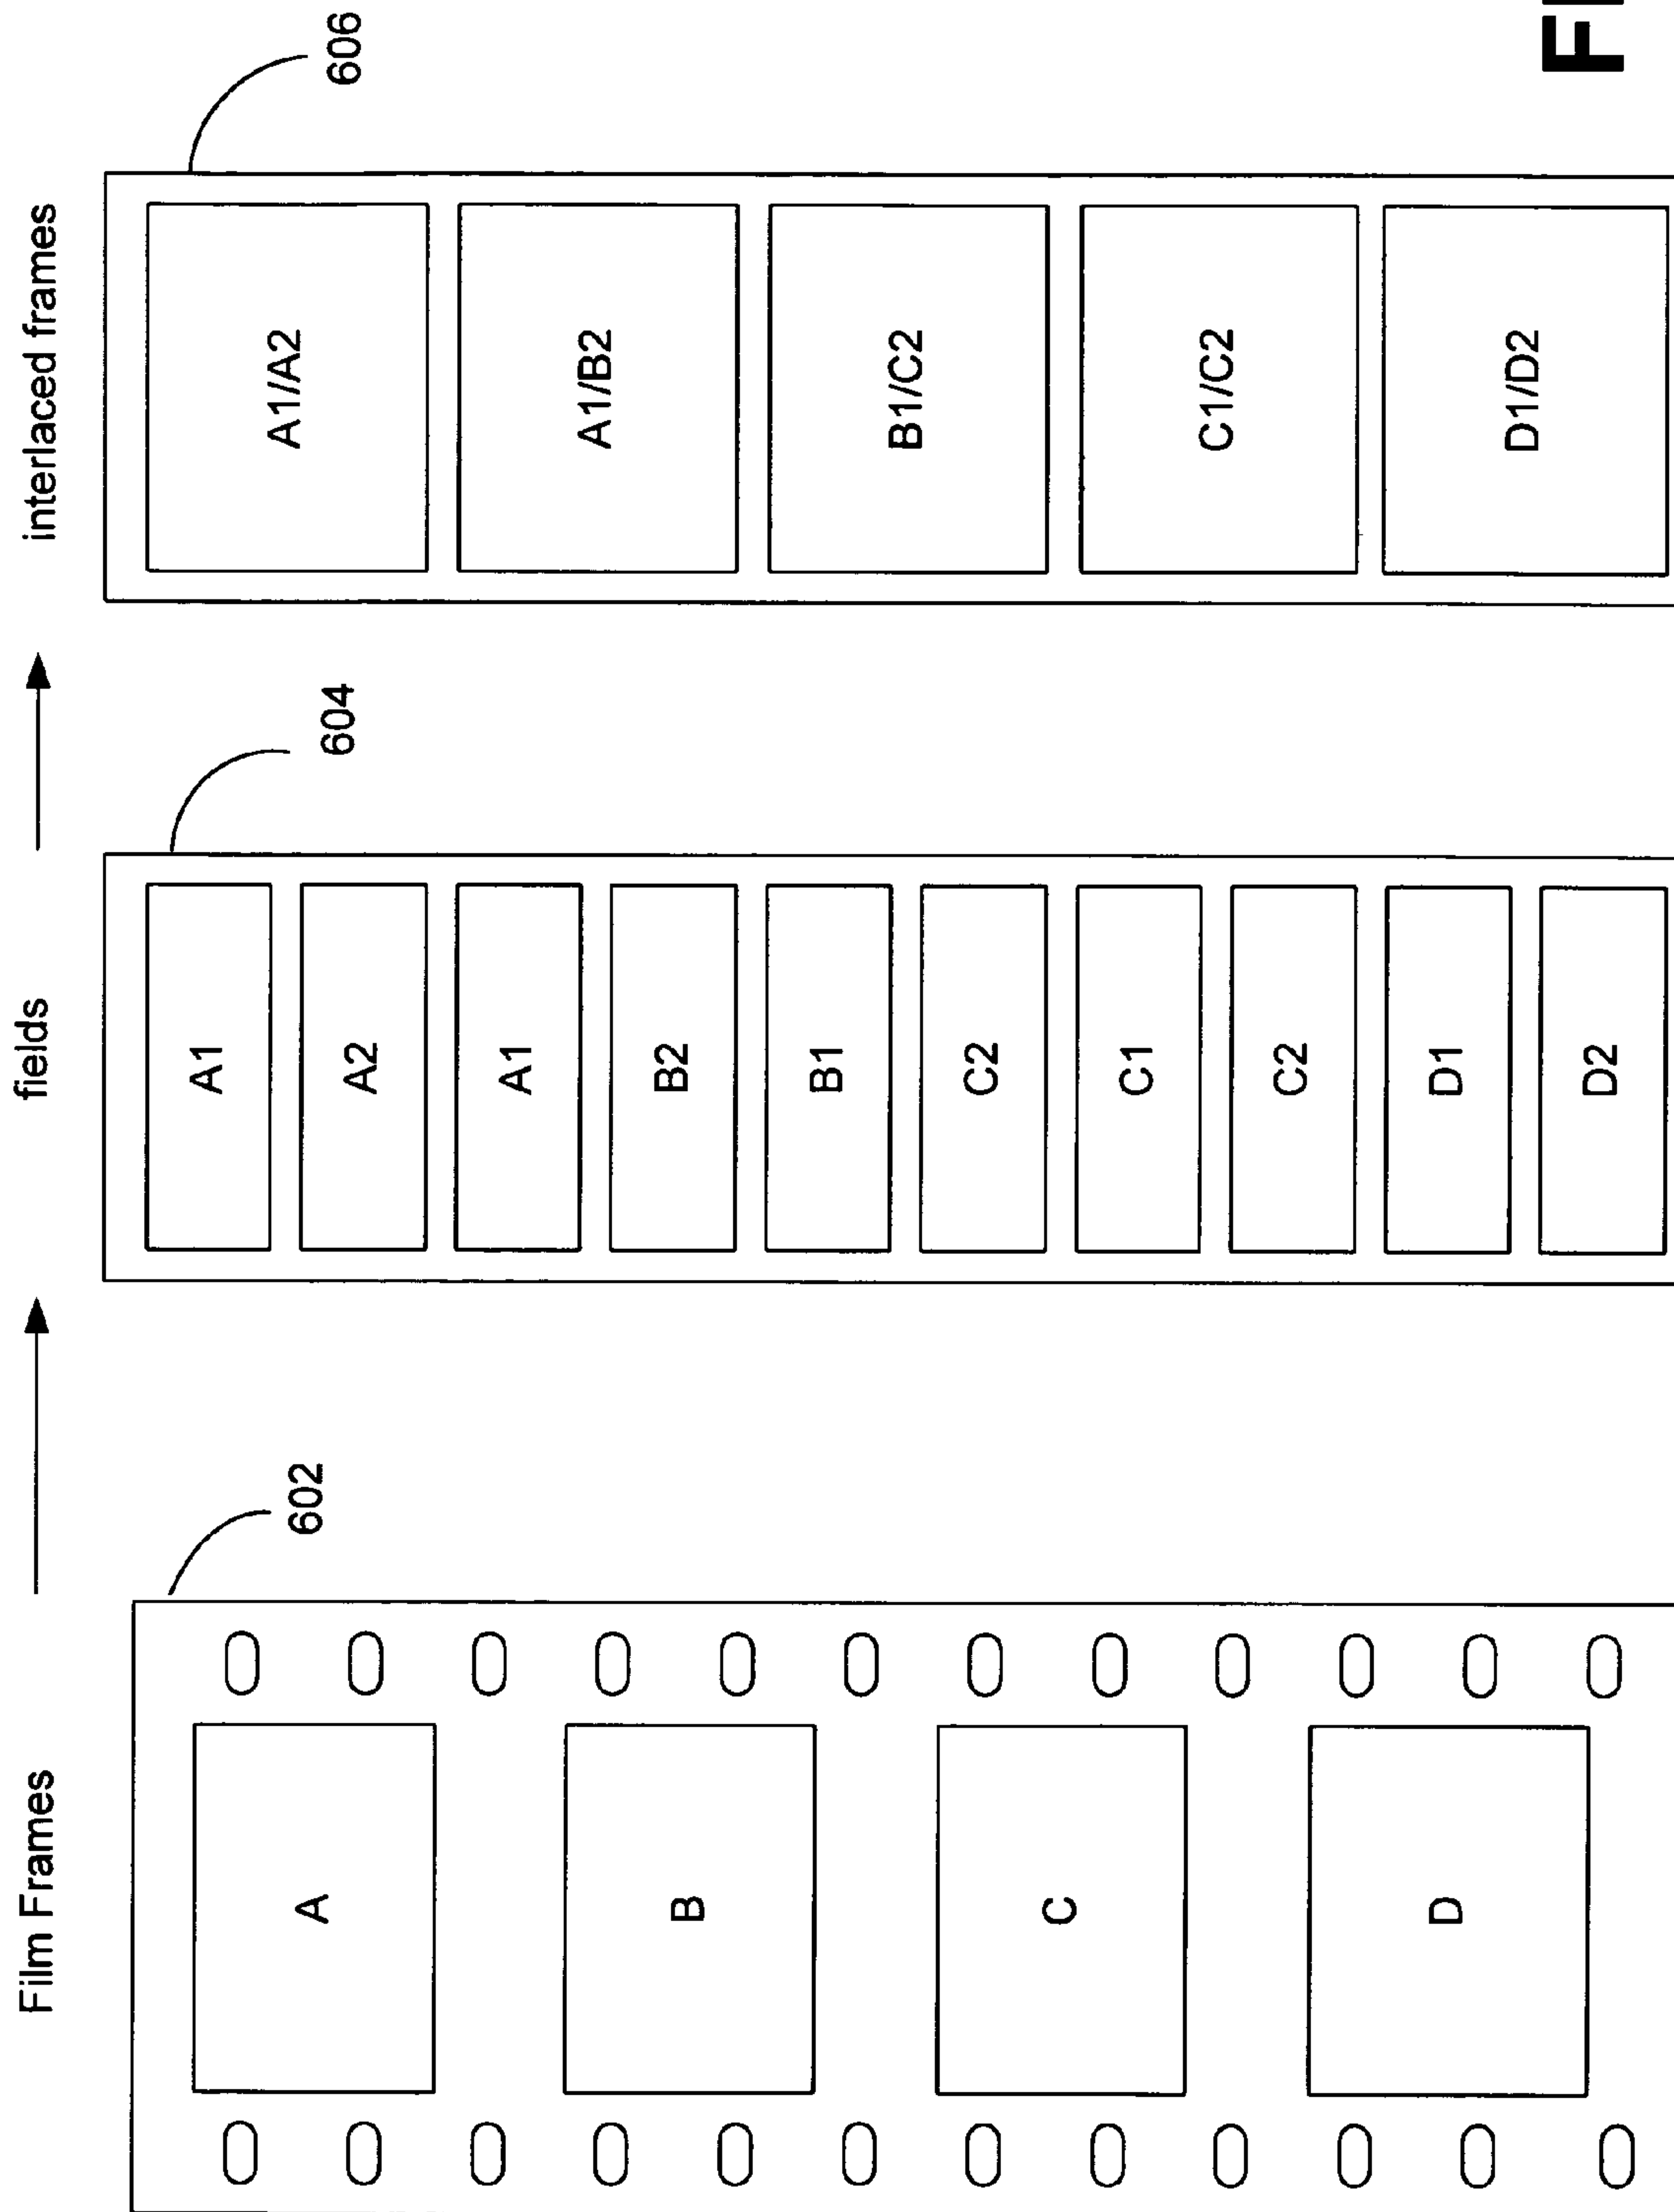 Film Frames
fields
interlaced frames
602
604
606
A
B
C
D
A1
A2
A1
B2
B1
C2
C1
C2
D1
D2
A1/A2
A1/B2
B1/C2
C1/C2
D1/D2